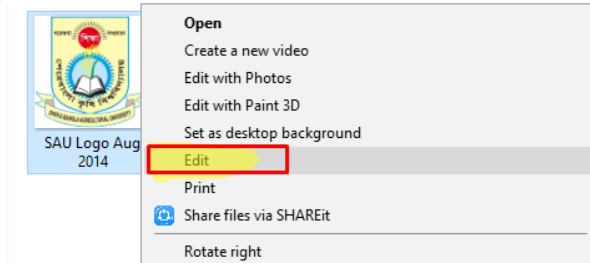 SAU Logo Aug
2014
Open
Create a new video
Edit with Photos
Edit with Paint 3D
Set as desktop background
Edit
Print
Share files via SHAREit
Rotate right